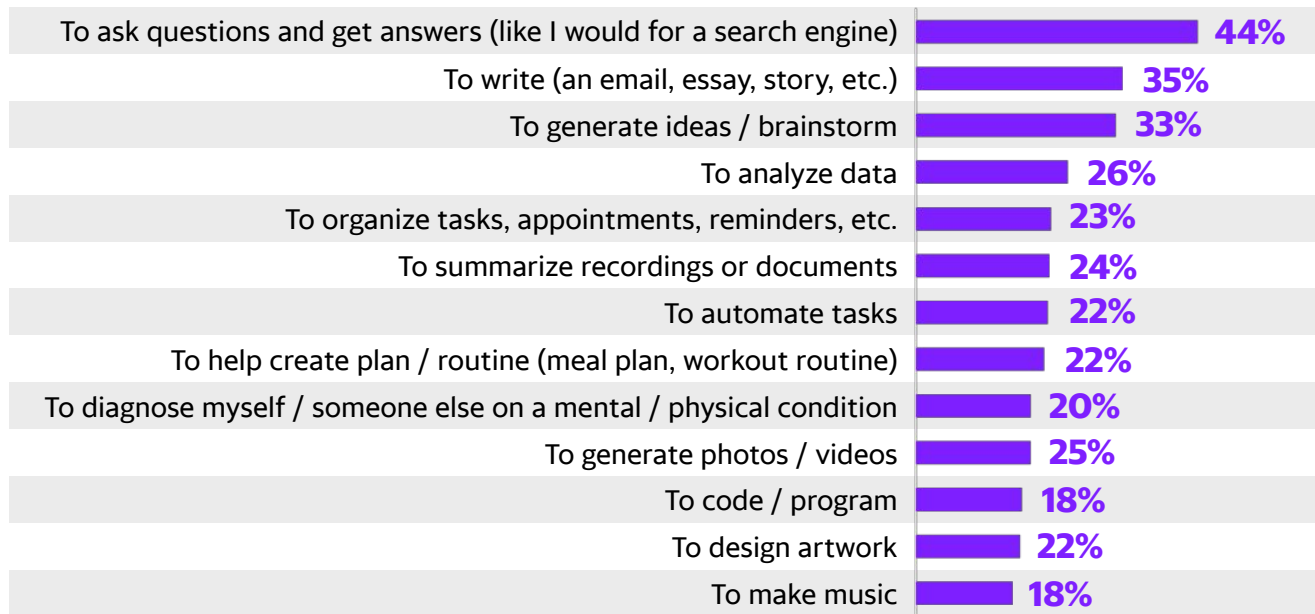 To ask questions and get answers (like I would for a search engine) 44%
To write (an email, essay, story, etc.) 35%
To generate ideas / brainstorm 33%
To analyze data 26%
To organize tasks, appointments, reminders, etc. 23%
To summarize recordings or documents 24%
To automate tasks 22%
To help create plan / routine (meal plan, workout routine) 22%
To diagnose myself / someone else on a mental / physical condition 20%
To generate photos / videos 25%
To code / program 18%
To design artwork 22%
To make music 18%